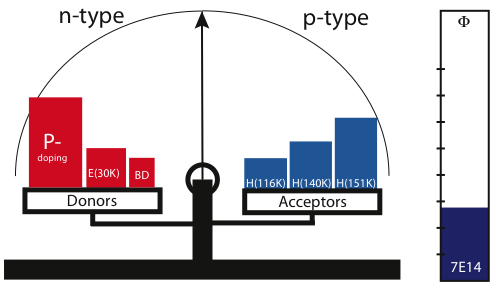 n-type
p-type
Φ
P-
doping
E(30K)
BD
H(116K)
H(140K)
H(151K)
Donors
Acceptors
7E14